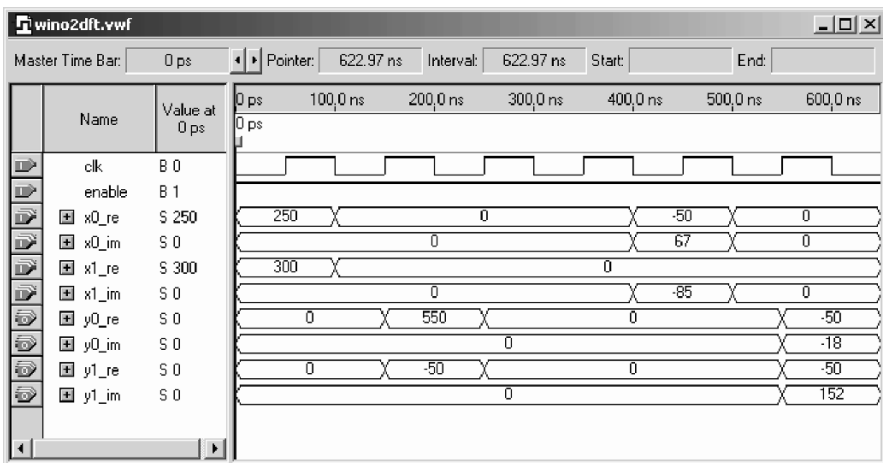 wino2dft.vwf
Master Time Bar: 0 ps Pointer: 622.97 ns Interval: 622.97 ns Start: End:
Name Value at 0 ps 0 ps 100,0 ns 200,0 ns 300,0 ns 400,0 ns 500,0 ns 600,0 ns
0 ps
clk B 0
enable B 1
x0_re S 250 250 0 -50 0
x0_im S 0 0 67 0
x1_re S 300 300 0
x1_im S 0 0 -85 0
y0_re S 0 0 550 0 -50
y0_im S 0 0 -18
y1_re S 0 0 -50 0 -50
y1_im S 0 0 152